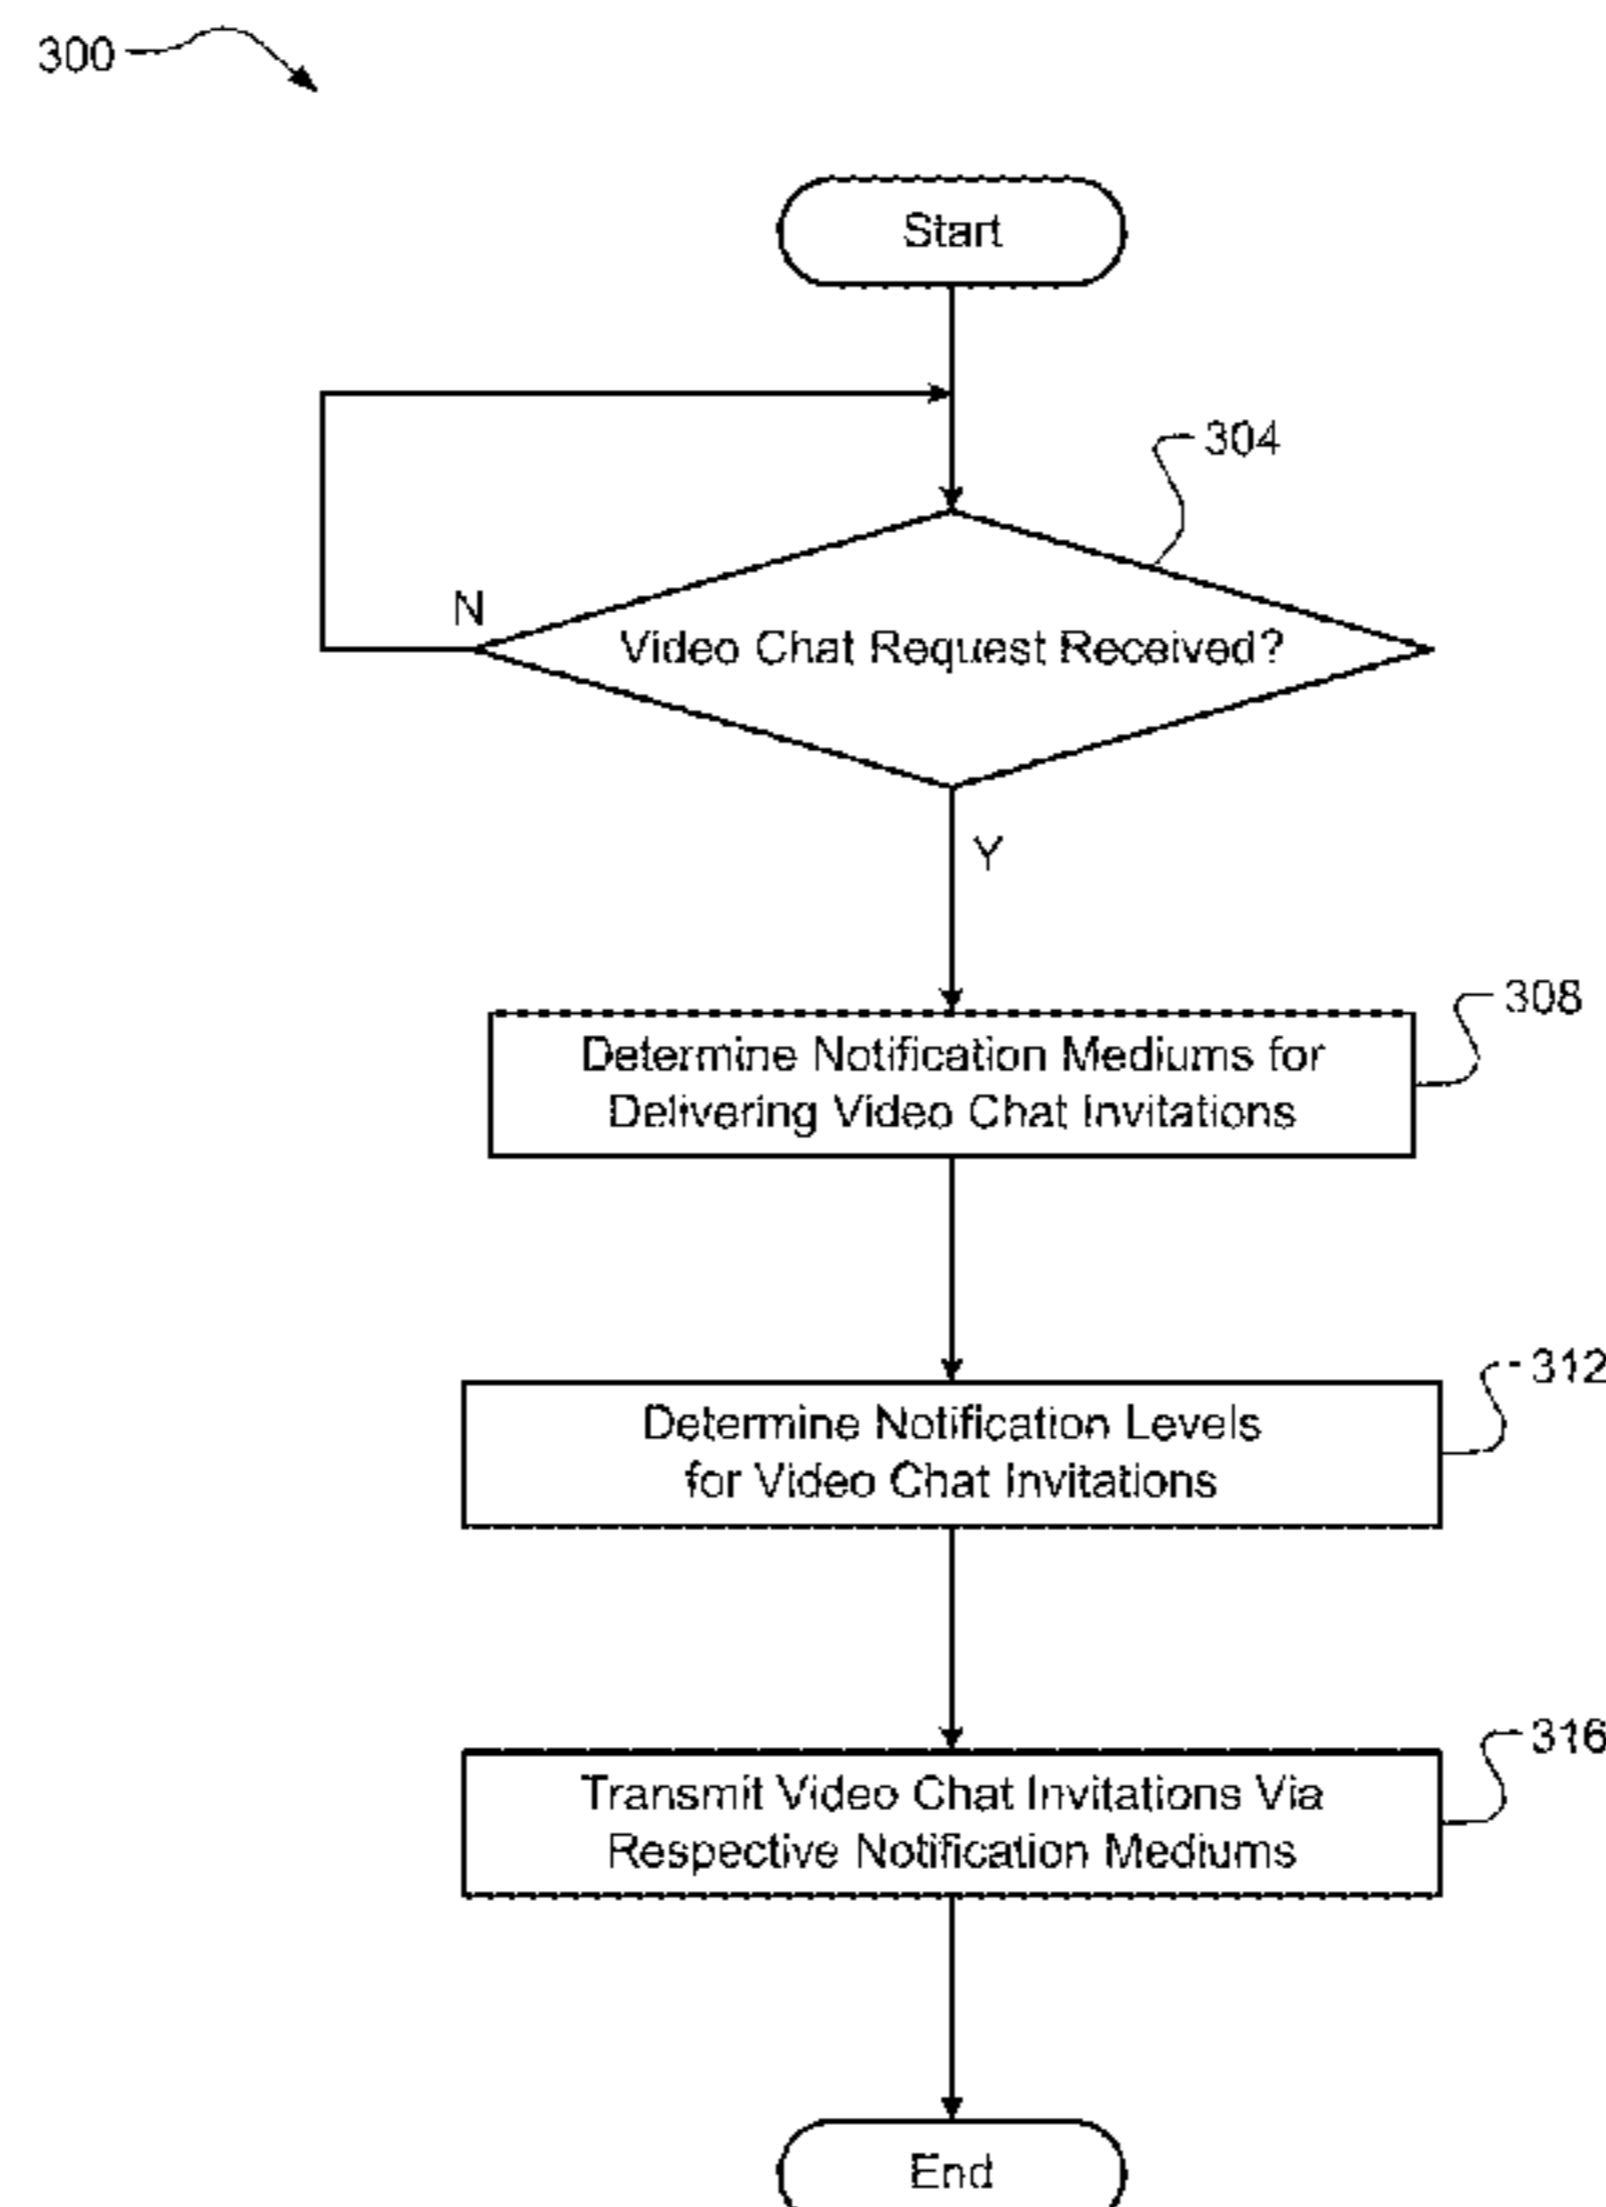 300
Start
304
N
Video Chat Request Received?
Y
308
Determine Notification Mediums for
Delivering Video Chat Invitations
312
Determine Notification Levels
for Video Chat Invitations
316
Transmit Video Chat Invitations Via
Respective Notification Mediums
End